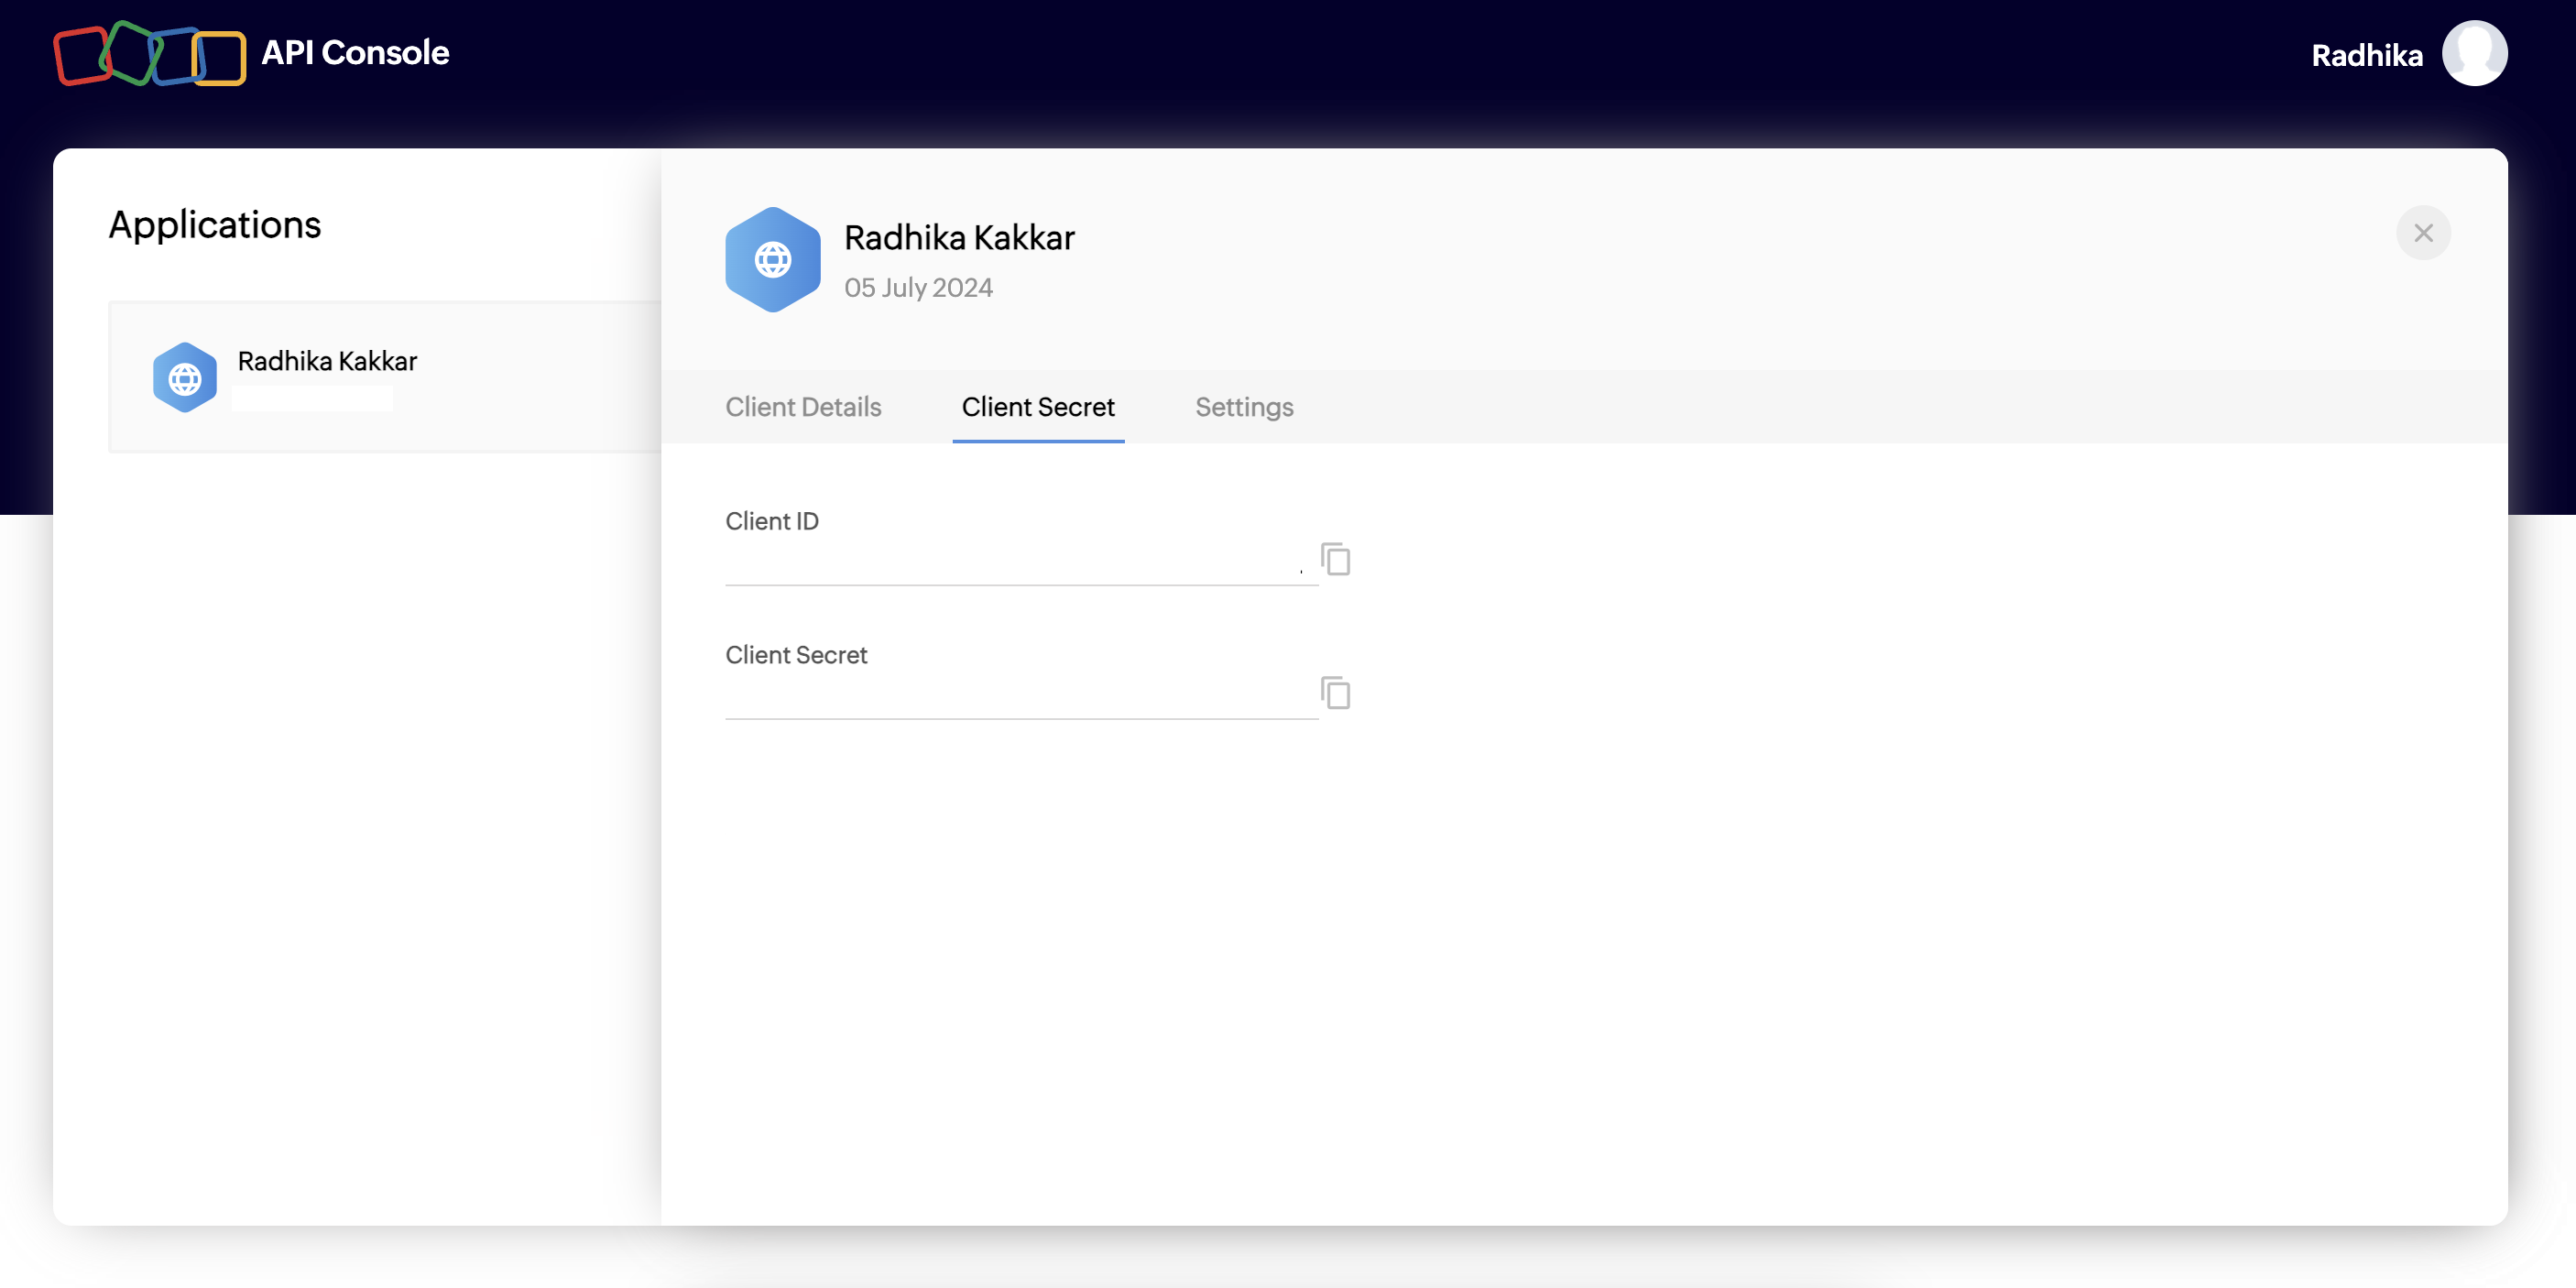 API Console
Radhika
Applications
Radhika Kakkar
Radhika Kakkar
05 July 2024
Client Details
Client Secret
Settings
Client ID
Client Secret